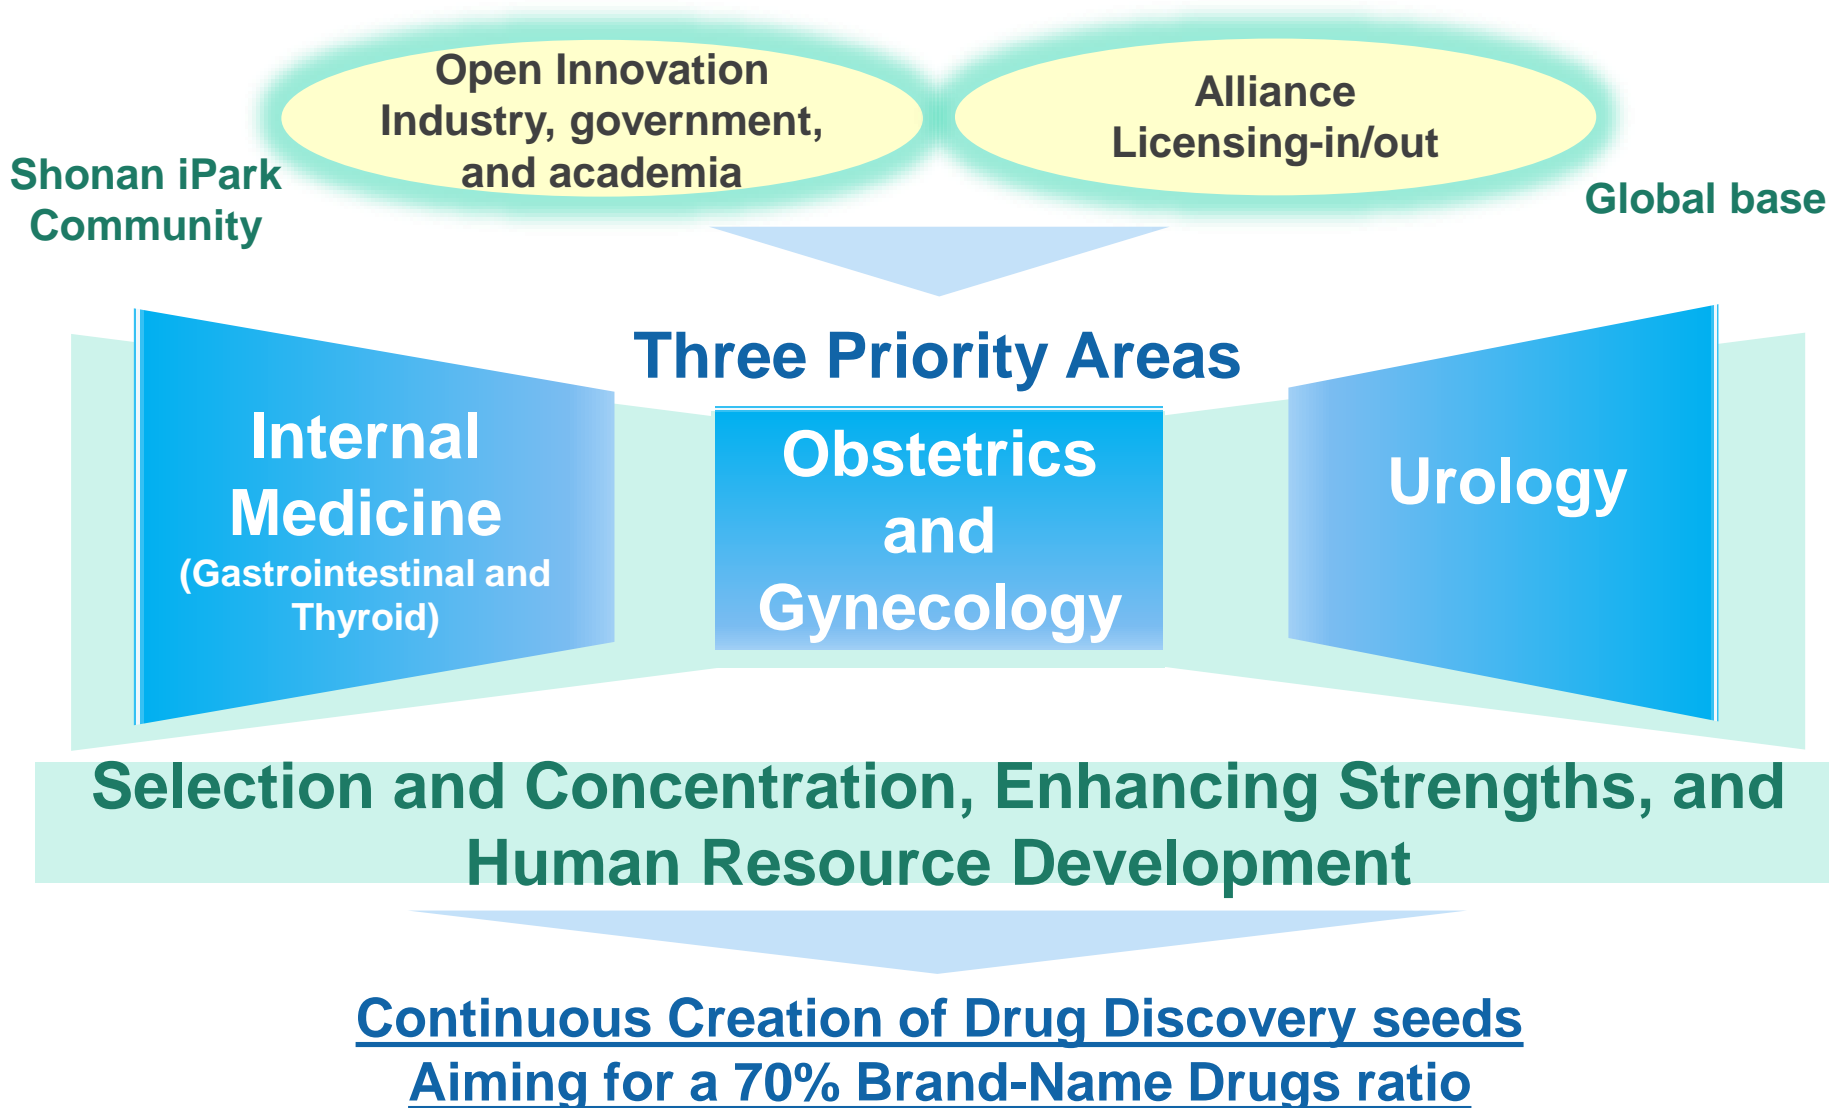 Open Innovation
Industry, government,
and academia
Alliance
Licensing-in/out
Shonan iPark
Community
Global base
Three Priority Areas
Internal
Medicine
(Gastrointestinal and
Thyroid)
Obstetrics
and
Gynecology
Urology
Selection and Concentration, Enhancing Strengths, and
Human Resource Development
Continuous Creation of Drug Discovery seeds
Aiming for a 70% Brand-Name Drugs ratio